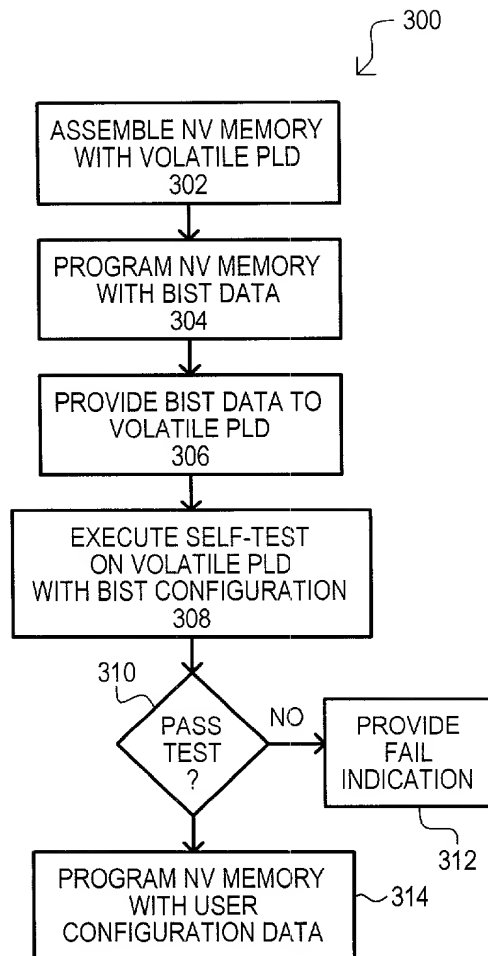 300
ASSEMBLE NV MEMORY
WITH VOLATILE PLD
302
PROGRAM NV MEMORY
WITH BIST DATA
304
PROVIDE BIST DATA TO
VOLATILE PLD
306
EXECUTE SELF-TEST
ON VOLATILE PLD
WITH BIST CONFIGURATION
308
310
PASS
TEST
?
NO
PROVIDE
FAIL
INDICATION
312
PROGRAM NV MEMORY
WITH USER
CONFIGURATION DATA
314